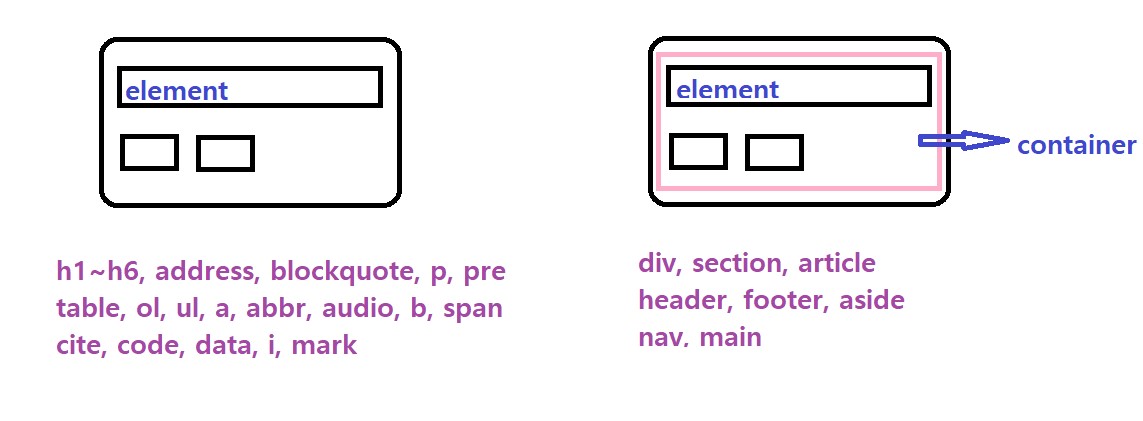 element
element
container
h1~h6, address, blockquote, p, pre
table, ol, ul, a, abbr, audio, b, span
cite, code, data, i, mark
div, section, article
header, footer, aside
nav, main